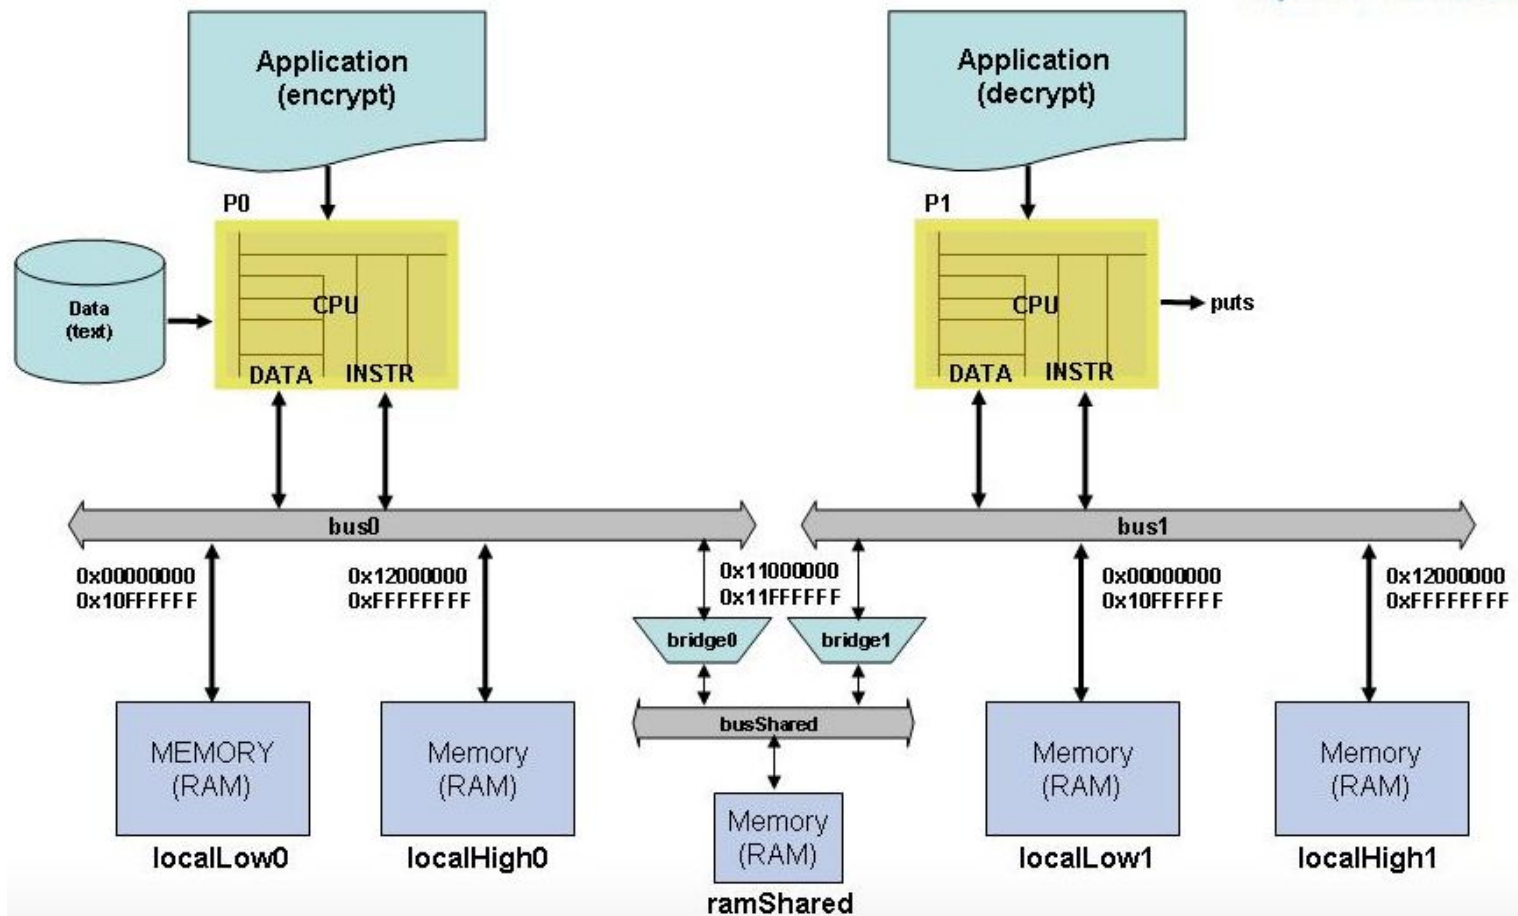 Application
(encrypt)
Application
(decrypt)
P0
P1
Data
(text)
CPU
DATA
INSTR
CPU
DATA
INSTR
puts
bus0
bus1
0x00000000
0x10FFFFFF
0x12000000
0xFFFFFFFF
0x11000000
0x11FFFFFF
0x00000000
0x10FFFFFF
0x12000000
0xFFFFFFFF
bridge0
bridge1
busShared
MEMORY
(RAM)
localLow0
Memory
(RAM)
localHigh0
Memory
(RAM)
ramShared
Memory
(RAM)
localLow1
Memory
(RAM)
localHigh1